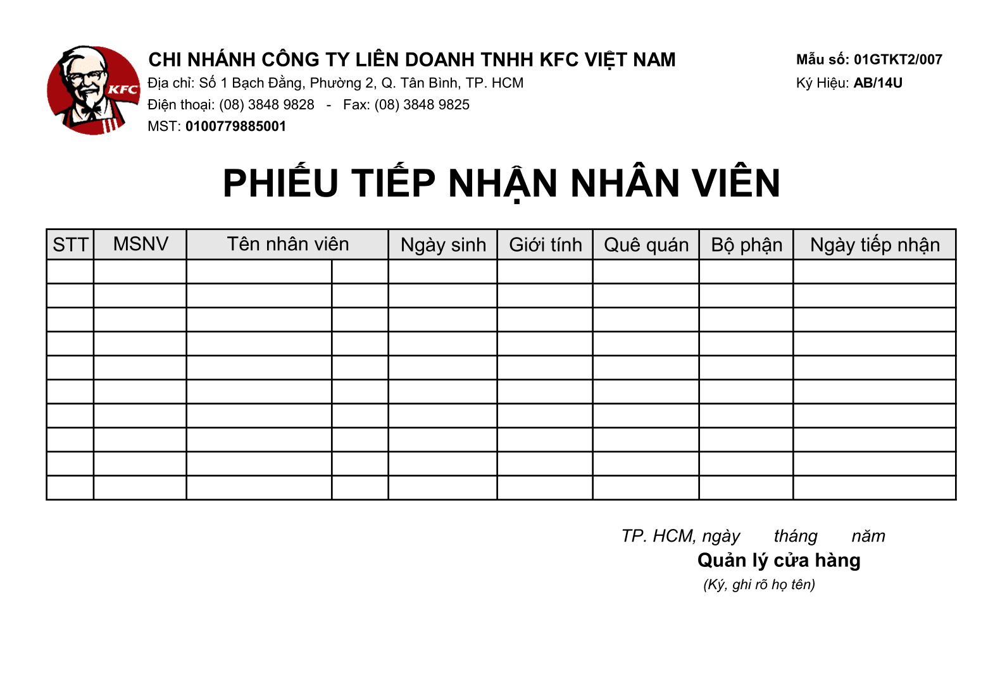 KFC
CHI NHÁNH CÔNG TY LIÊN DOANH TNHH KFC VIỆT NAM
Mẫu số: 01GTKT2/007
Địa chỉ: Số 1 Bạch Đằng, Phường 2, Q. Tân Bình, TP. HCM
Ký Hiệu: AB/14U
Điện thoại: (08) 3848 9828 - Fax: (08) 3848 9825
MST: 0100779885001
PHIẾU TIẾP NHẬN NHÂN VIÊN
STT MSNV Tên nhân viên Ngày sinh Giới tính Quê quán Bộ phận Ngày tiếp nhận
TP. HCM, ngày tháng năm
Quản lý cửa hàng
(Ký, ghi rõ họ tên)